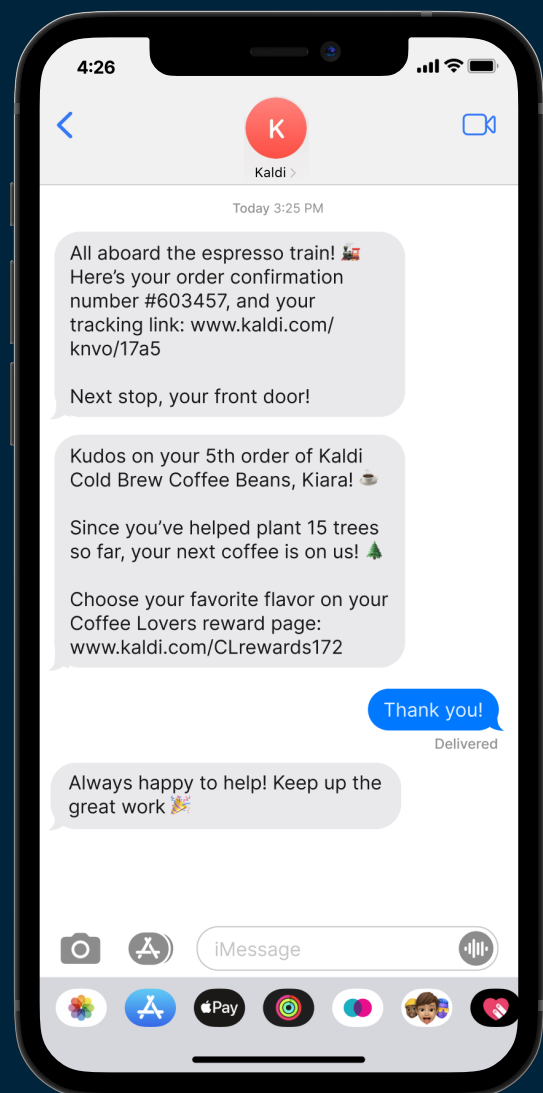 4:26
K
Kaldi
Today 3:25 PM
All aboard the espresso train! 🚂
Here’s your order confirmation
number #603457, and your
tracking link: www.kaldi.com/
knvo/17a5
Next stop, your front door!
Kudos on your 5th order of Kaldi
Cold Brew Coffee Beans, Kiara! ☕
Since you’ve helped plant 15 trees
so far, your next coffee is on us! 🌲
Choose your favorite flavor on your
Coffee Lovers reward page:
www.kaldi.com/CLrewards172
Thank you!
Delivered
Always happy to help! Keep up the
great work 🎉
iMessage
Pay